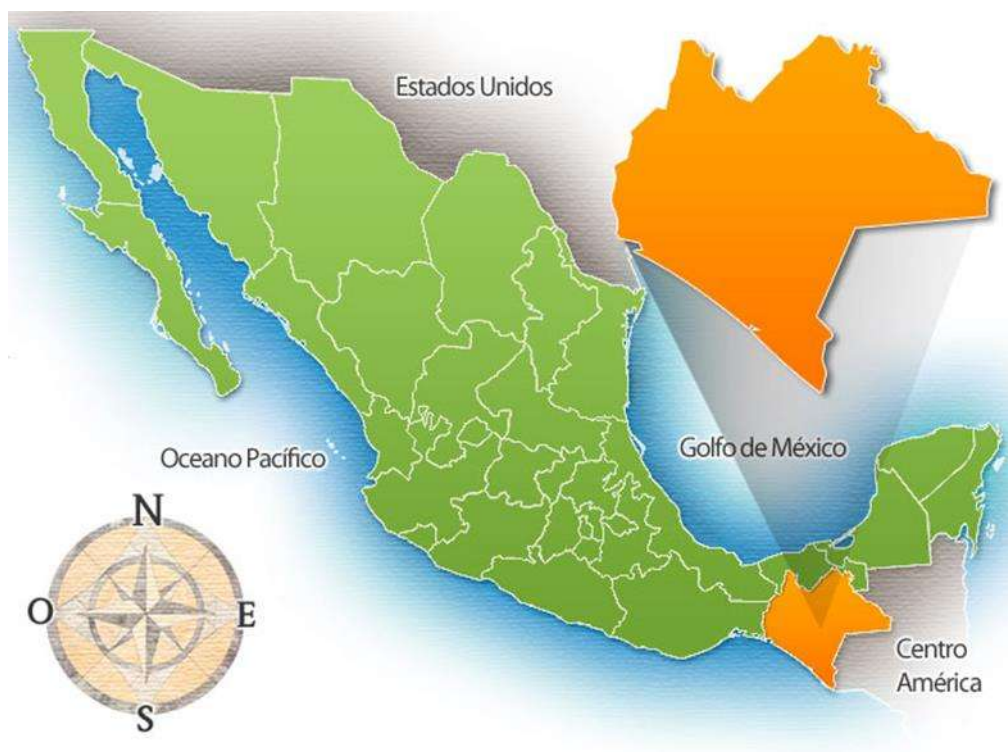 Estados Unidos
Oceano Pacífico
Golfo de México
N
O
E
S
Centro
América